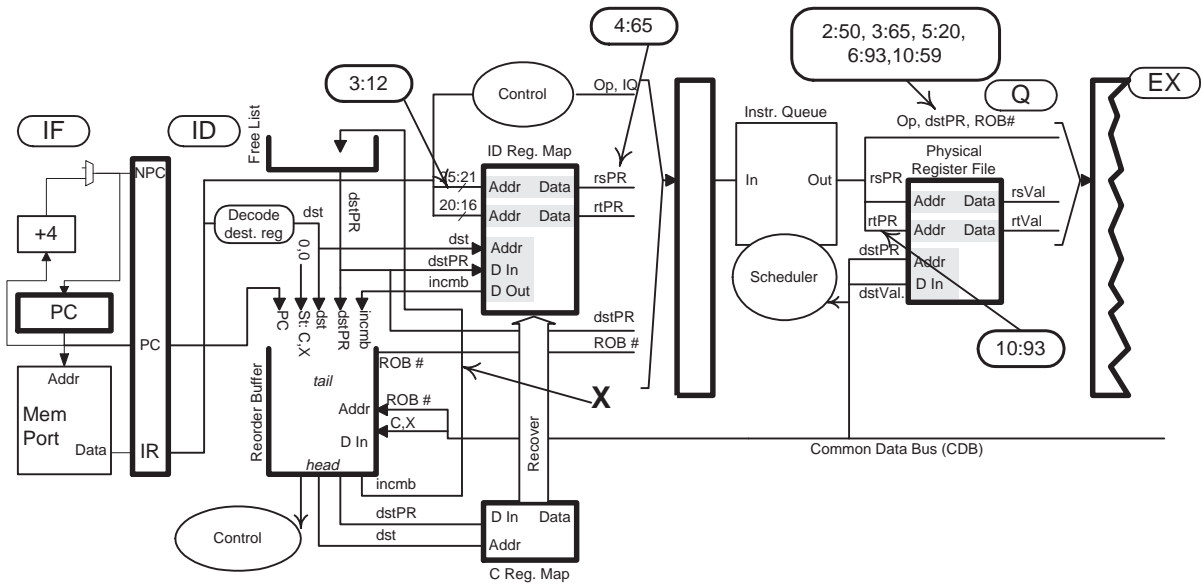 4:65
2:50, 3:65, 5:20,
6:93,10:59
3:12
IF
ID
Q
EX
Free List
Control
Op, IQ
Instr. Queue
Op, dstPR, ROB#
Physical
Register File
ID Reg. Map
NPC
25:21
Addr Data
rsPR
20:16
Addr Data
rtPR
In Out
rsPR
Addr Data
rsVal
rtPR
Addr Data
rtVal
+4
Decode
dest. reg
dst
dstPR
0,0
dst
Addr
dstPR
D In
incmb
D Out
Scheduler
dstPR
Addr
dstVal.
D In
PC
PC
PC
St: C,X
dst
dstPR
incmb
dstPR
ROB #
ROB #
10:93
Addr
Mem
Port
Data
IR
Reorder Buffer
tail
X
Addr
ROB #
D In
C,X
Recover
Common Data Bus (CDB)
head
incmb
Control
dstPR
dst
D In Data
Addr
C Reg. Map